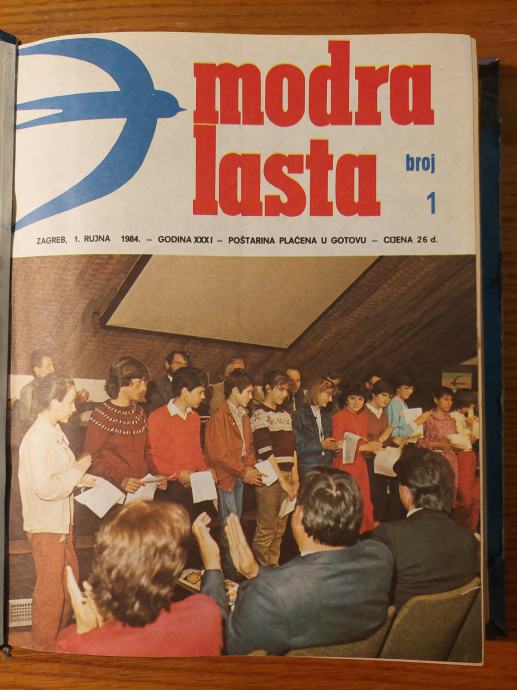 modra
lasta
broj
1
ZAGREB, 1. RUJNA 1984. – GODINA XXXI – POŠTARINA PLAĆENA U GOTOVU – CIJENA 26 d.